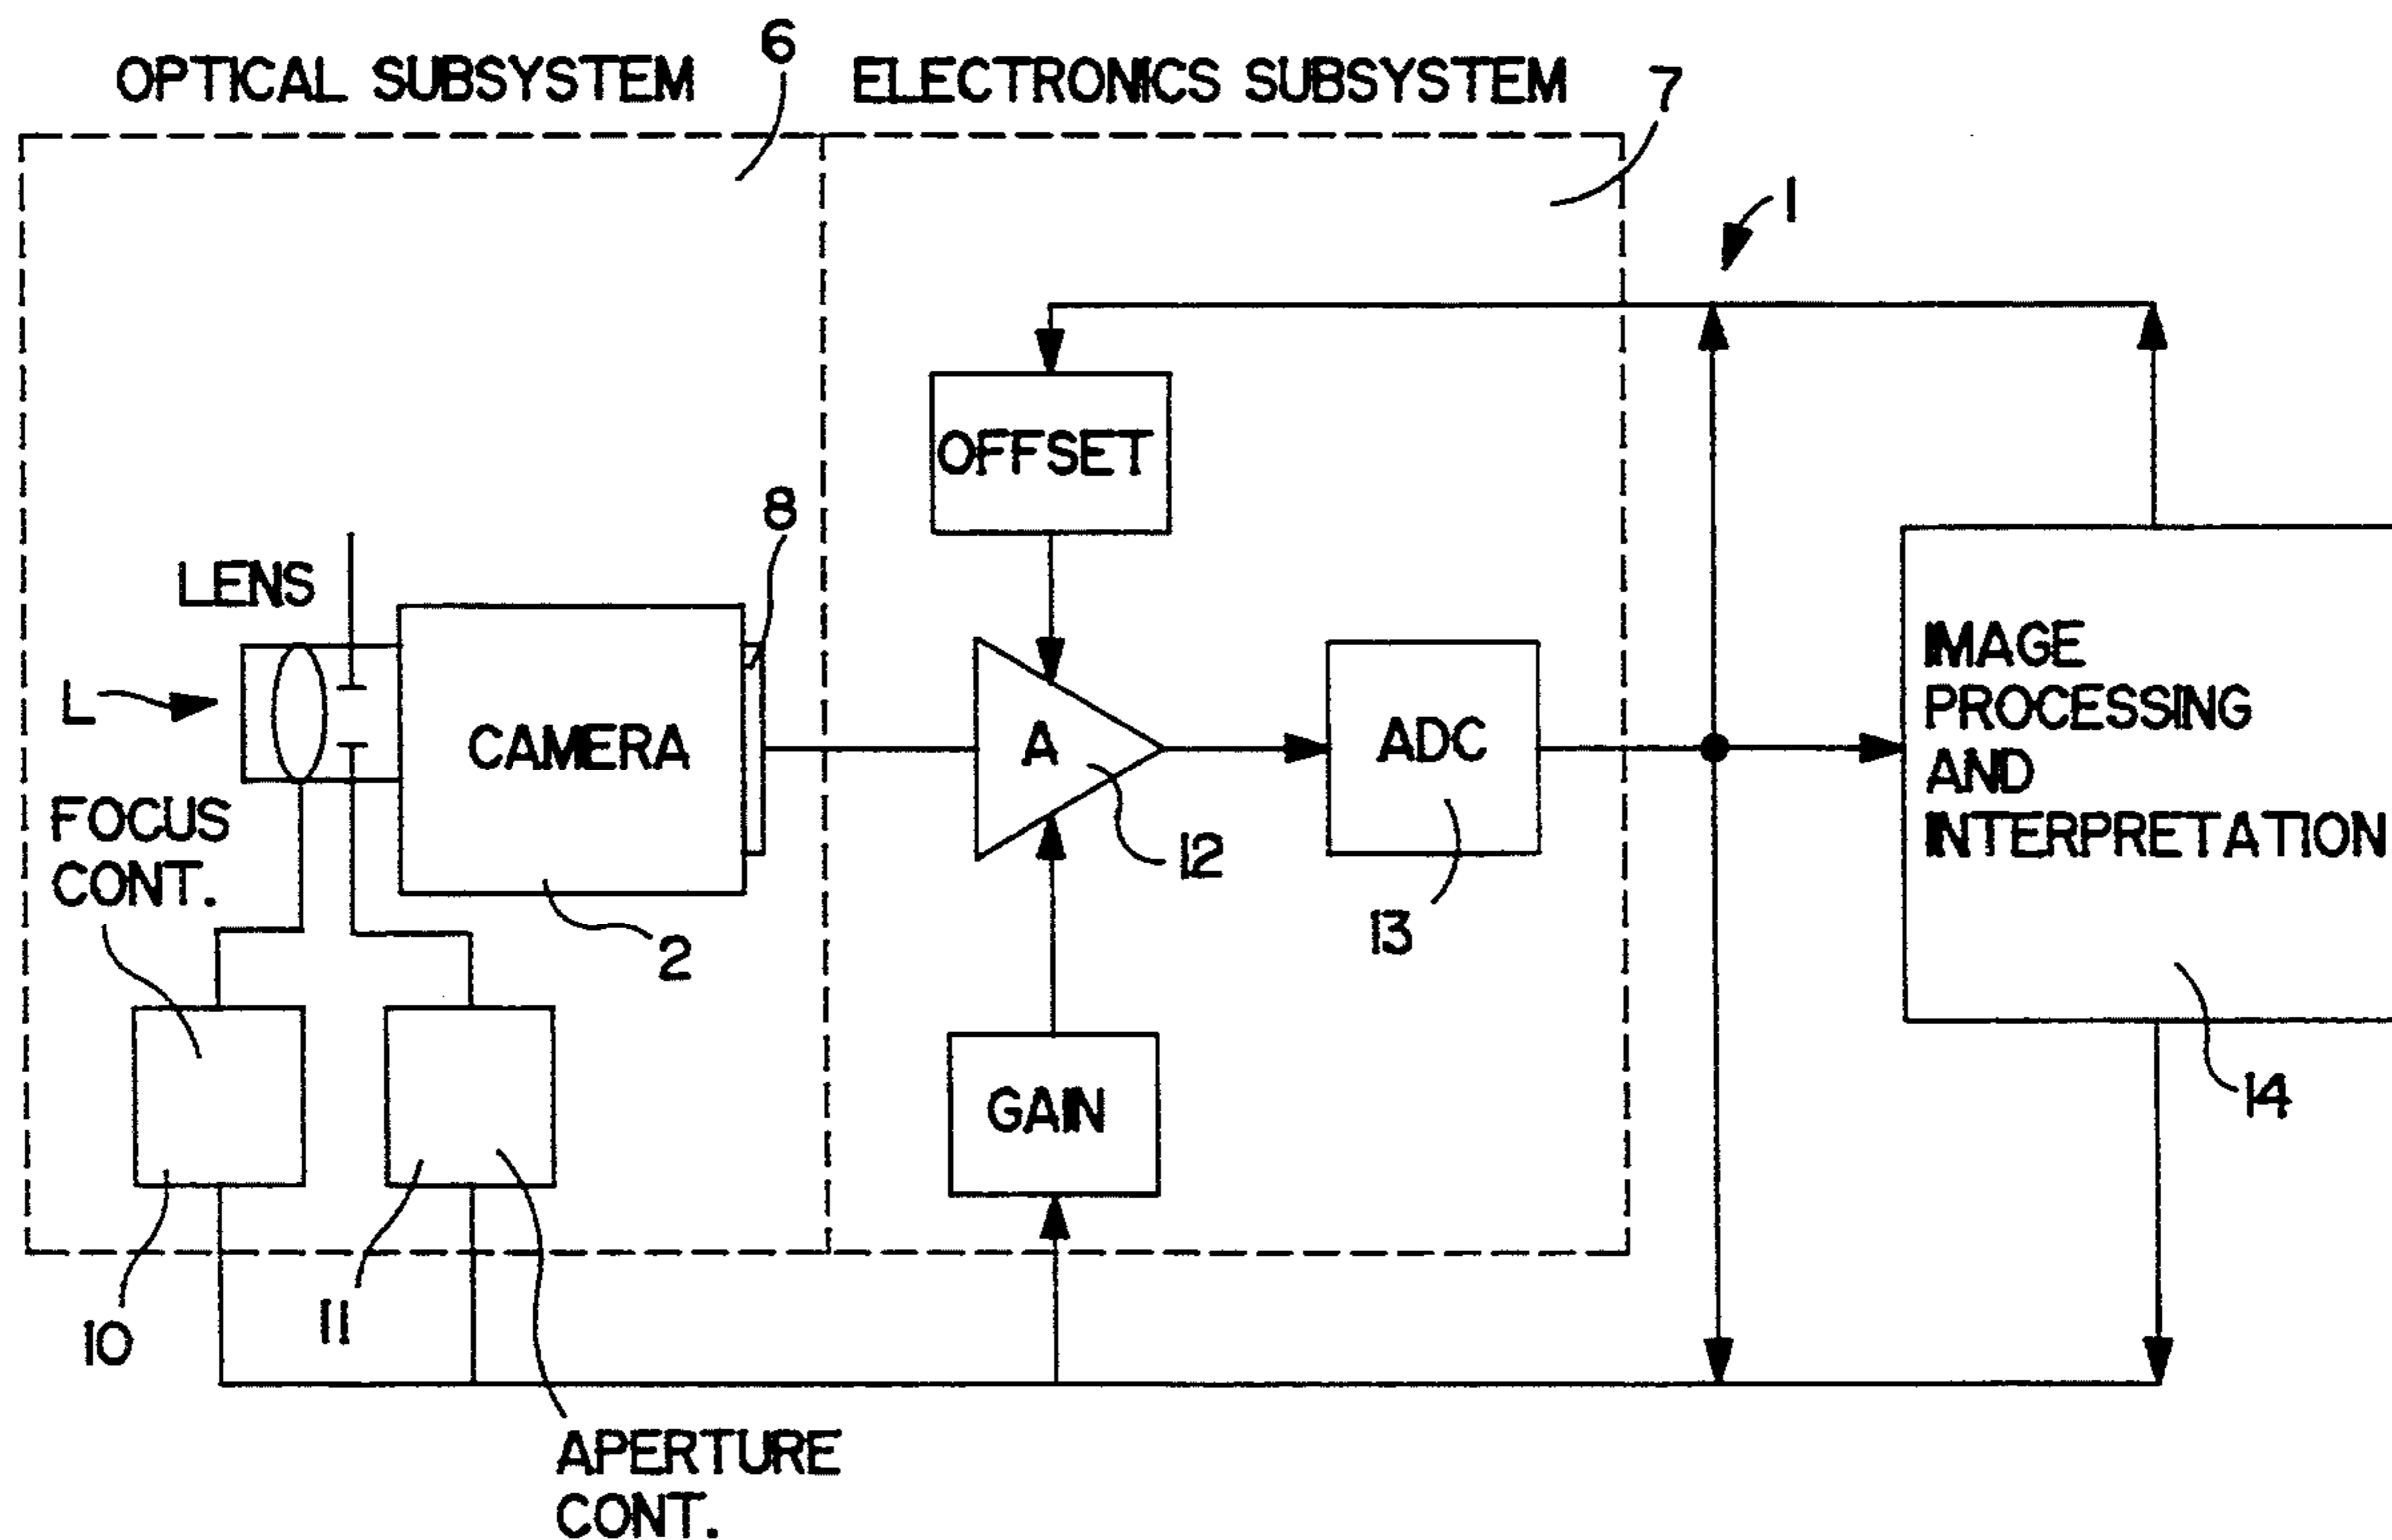 OPTICAL SUBSYSTEM
6
ELECTRONICS SUBSYSTEM
7
1
OFFSET
8
LENS
L
CAMERA
A
ADC
IMAGE
PROCESSING
AND
INTERPRETATION
FOCUS
CONT.
12
13
2
GAIN
14
10
11
APERTURE
CONT.